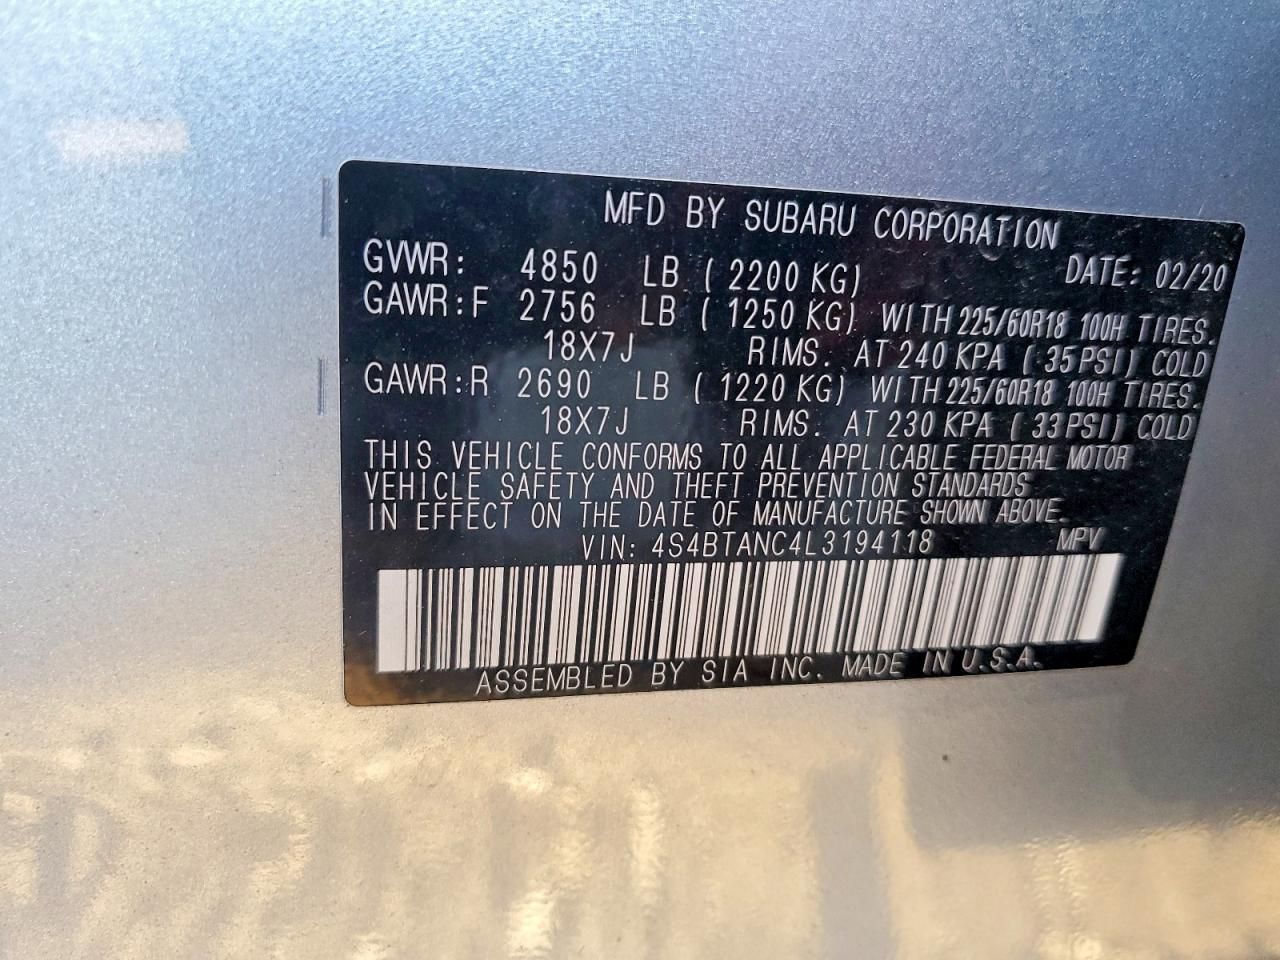 MFD BY SUBARU CORPORATION
GVWR: 4850 LB ( 2200 KG) DATE: 02/20
GAWR:F 2756 LB ( 1250 KG) WITH 225/60R18 100H TIRES.
18X7J RIMS. AT 240 KPA ( 35 PSI) COLD
GAWR:R 2690 LB ( 1220 KG) WITH 225/60R18 100H TIRES.
18X7J RIMS. AT 230 KPA ( 33 PSI) COLD
THIS VEHICLE CONFORMS TO ALL APPLICABLE FEDERAL MOTOR
VEHICLE SAFETY AND THEFT PREVENTION STANDARDS
IN EFFECT ON THE DATE OF MANUFACTURE SHOWN ABOVE.
VIN: 4S4BTANC4L3194118 MPV
ASSEMBLED BY SIA INC. MADE IN U.S.A.